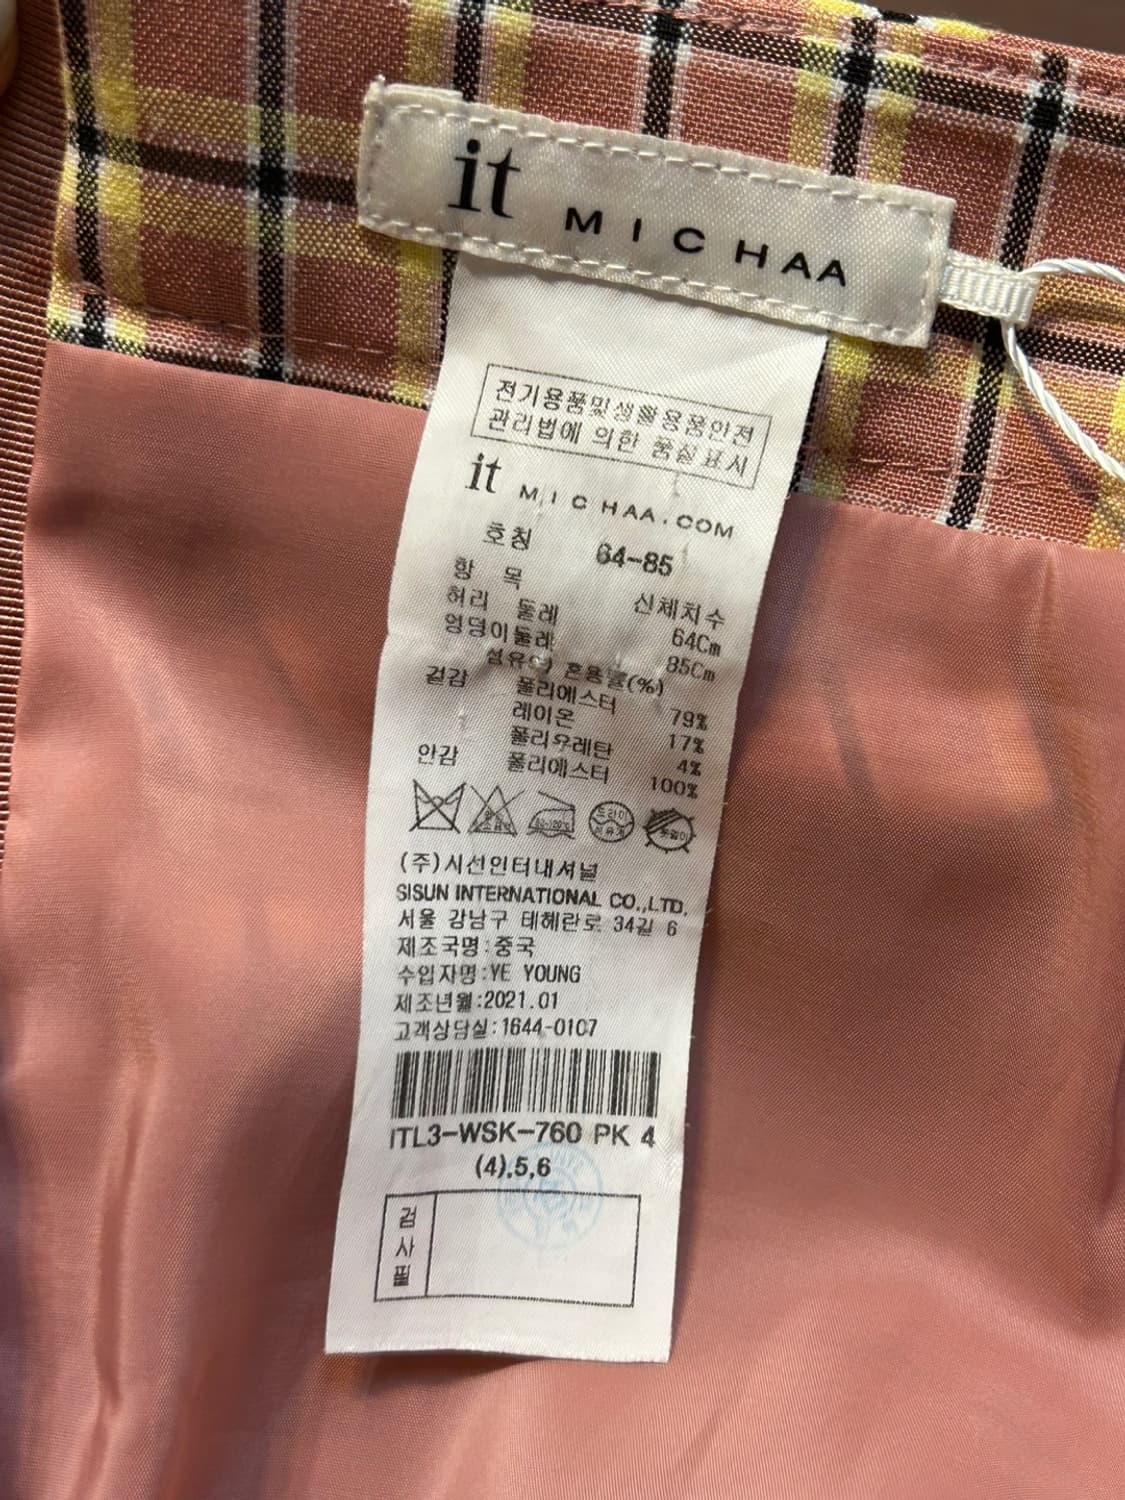 it MICHAA
전기용품및생활용품안전
관리법에 의한 품질표시
it MICHAA.COM
호칭 64-85
항 목 신체치수
허리 둘레 64Cm
엉덩이둘레 85Cm
섬유의 혼용율(%)
겉감 폴리에스터 79%
레이온 17%
폴리우레탄 4%
안감 폴리에스터 100%
드라이
(주)시선인터내셔널
SISUN INTERNATIONAL CO.,LTD.
서울 강남구 테헤란로 34길 6
제조국명:중국
수입자명:YE YOUNG
제조년월:2021.01
고객상담실:1644-0107
ITL3-WSK-760 PK 4
(4),5,6
검사필